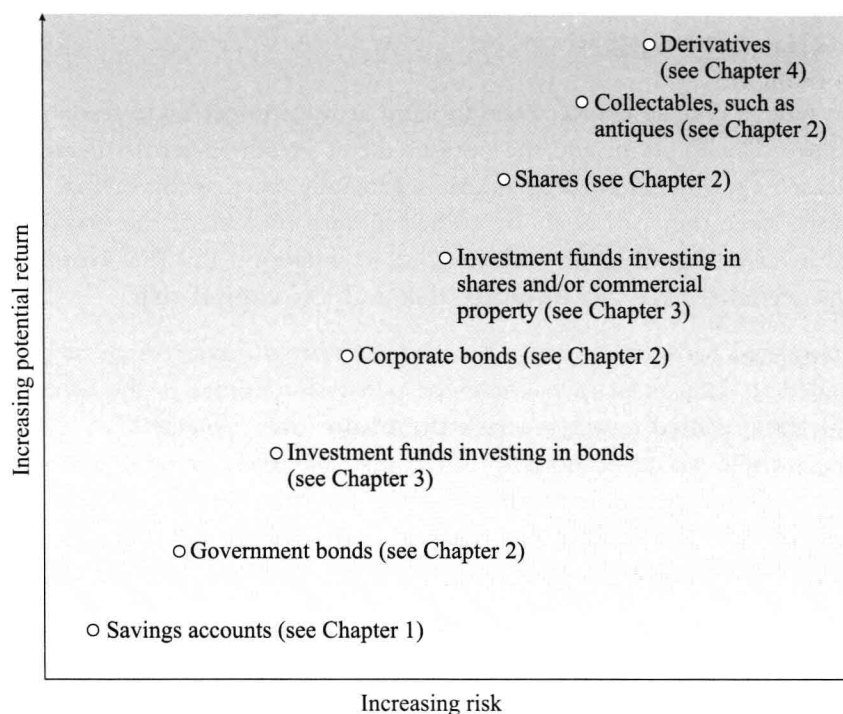 Derivatives
(see Chapter 4)
Collectables, such as
antiques (see Chapter 2)
Shares (see Chapter 2)
Investment funds investing in
shares and/or commercial
property (see Chapter 3)
Corporate bonds (see Chapter 2)
Investment funds investing in bonds
(see Chapter 3)
Government bonds (see Chapter 2)
Savings accounts (see Chapter 1)
Increasing potential return
Increasing risk